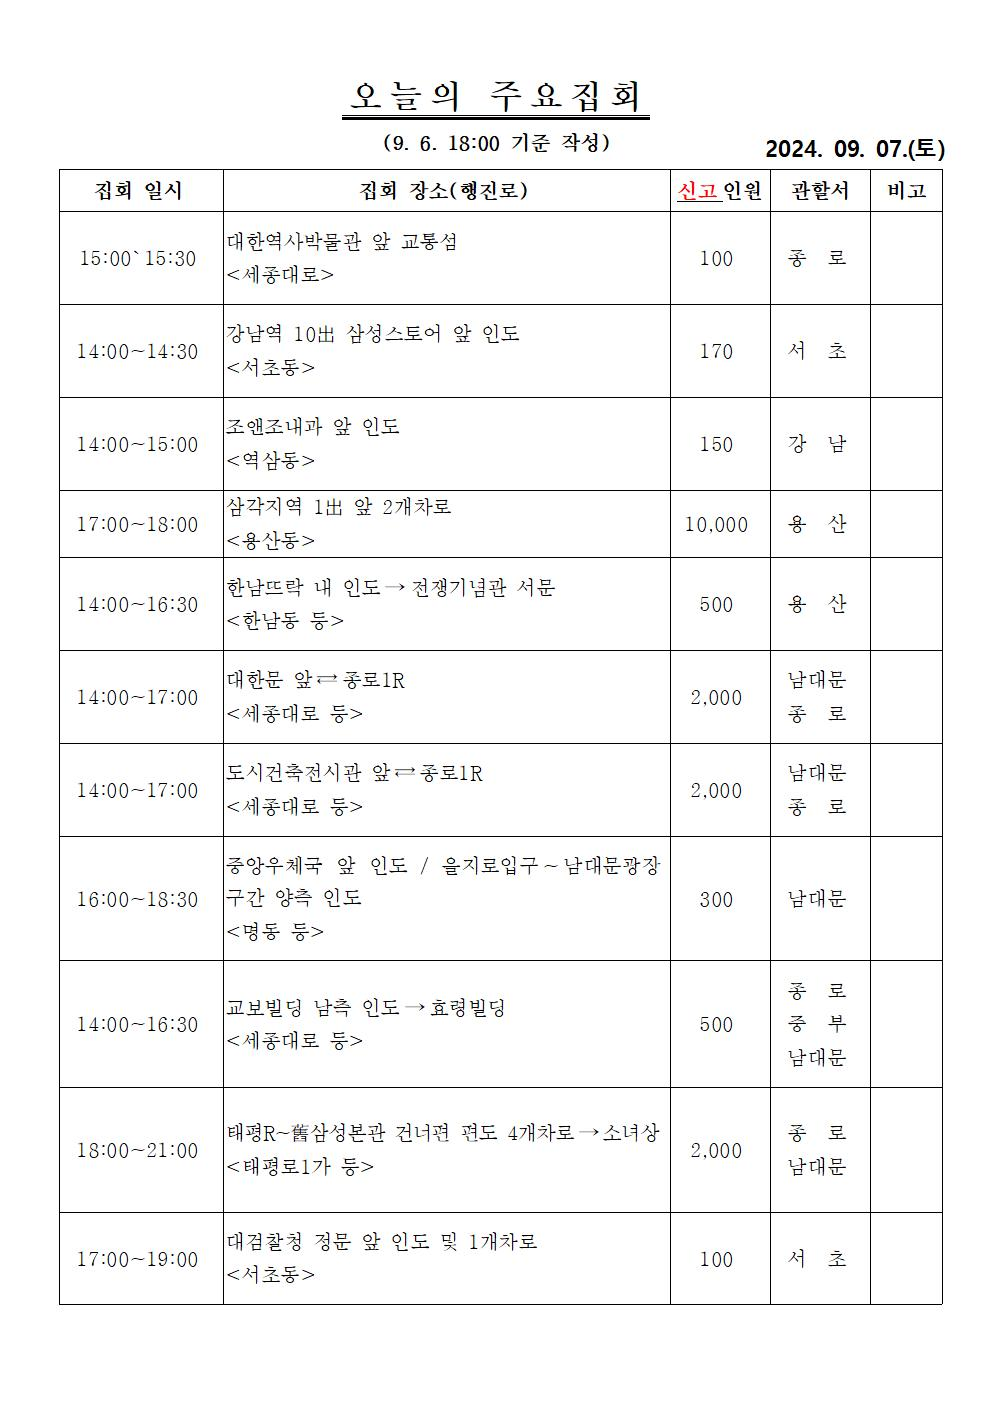 오늘의 주요집회
(9. 6. 18:00 기준 작성)
2024. 09. 07.(토)
집회 일시 집회 장소(행진로) 신고인원 관할서 비고
15:00`15:30
대한역사박물관 앞 교통섬
<세종대로>
100
종 로
14:00~14:30
강남역 10出 삼성스토어 앞 인도
<서초동>
170
서 초
14:00~15:00
조앤조내과 앞 인도
<역삼동>
150
강 남
17:00~18:00
삼각지역 1出 앞 2개차로
<용산동>
10,000
용 산
14:00~16:30
한남뜨락 내 인도→전쟁기념관 서문
<한남동 등>
500
용 산
14:00~17:00
대한문 앞⇄종로1R
<세종대로 등>
2,000
남대문
종 로
14:00~17:00
도시건축전시관 앞⇄종로1R
<세종대로 등>
2,000
남대문
종 로
16:00~18:30
중앙우체국 앞 인도 / 을지로입구~남대문광장
구간 양측 인도
<명동 등>
300
남대문
14:00~16:30
교보빌딩 남측 인도→효령빌딩
<세종대로 등>
500
종 로
중 부
남대문
18:00~21:00
태평R~舊삼성본관 건너편 편도 4개차로→소녀상
<태평로1가 등>
2,000
종 로
남대문
17:00~19:00
대검찰청 정문 앞 인도 및 1개차로
<서초동>
100
서 초